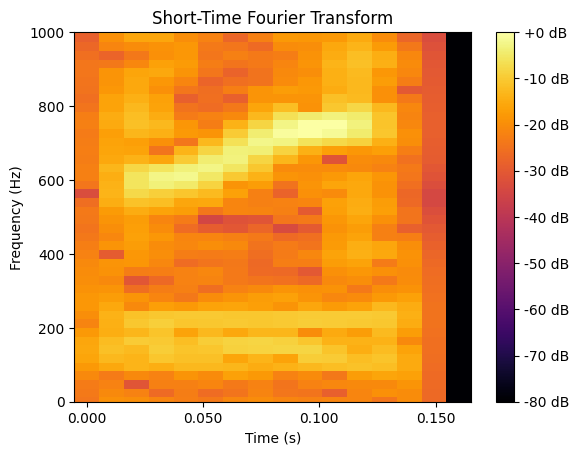 Short-Time Fourier Transform
1000
800
600
400
200
0
Frequency (Hz)
0.000
0.050
0.100
0.150
Time (s)
+0 dB
-10 dB
-20 dB
-30 dB
-40 dB
-50 dB
-60 dB
-70 dB
-80 dB